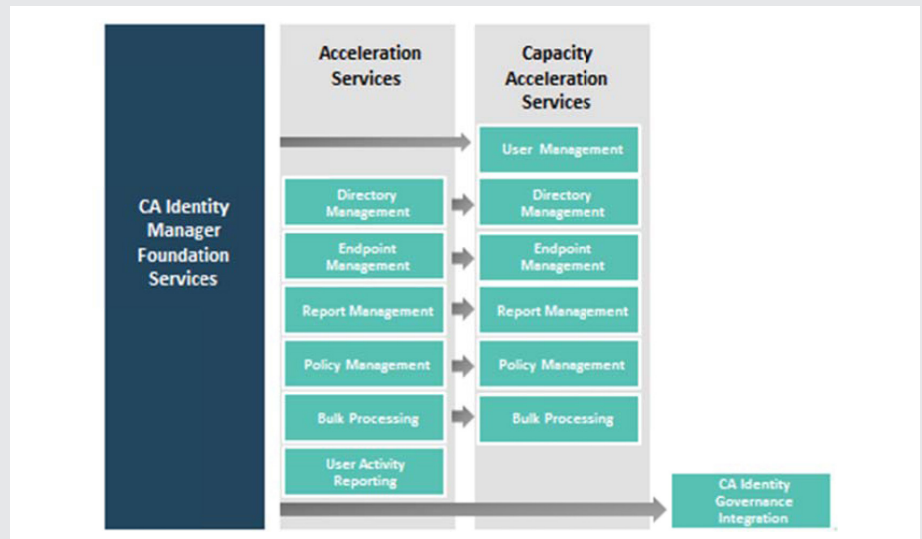 Acceleration
Services
Capacity
Acceleration
Services
CA Identity
Manager
Foundation
Services
User Management
Directory
Management
Directory
Management
Endpoint
Management
Endpoint
Management
Report Management
Report Management
Policy Management
Policy Management
Bulk Processing
Bulk Processing
User Activity
Reporting
CA Identity
Governance
Integration